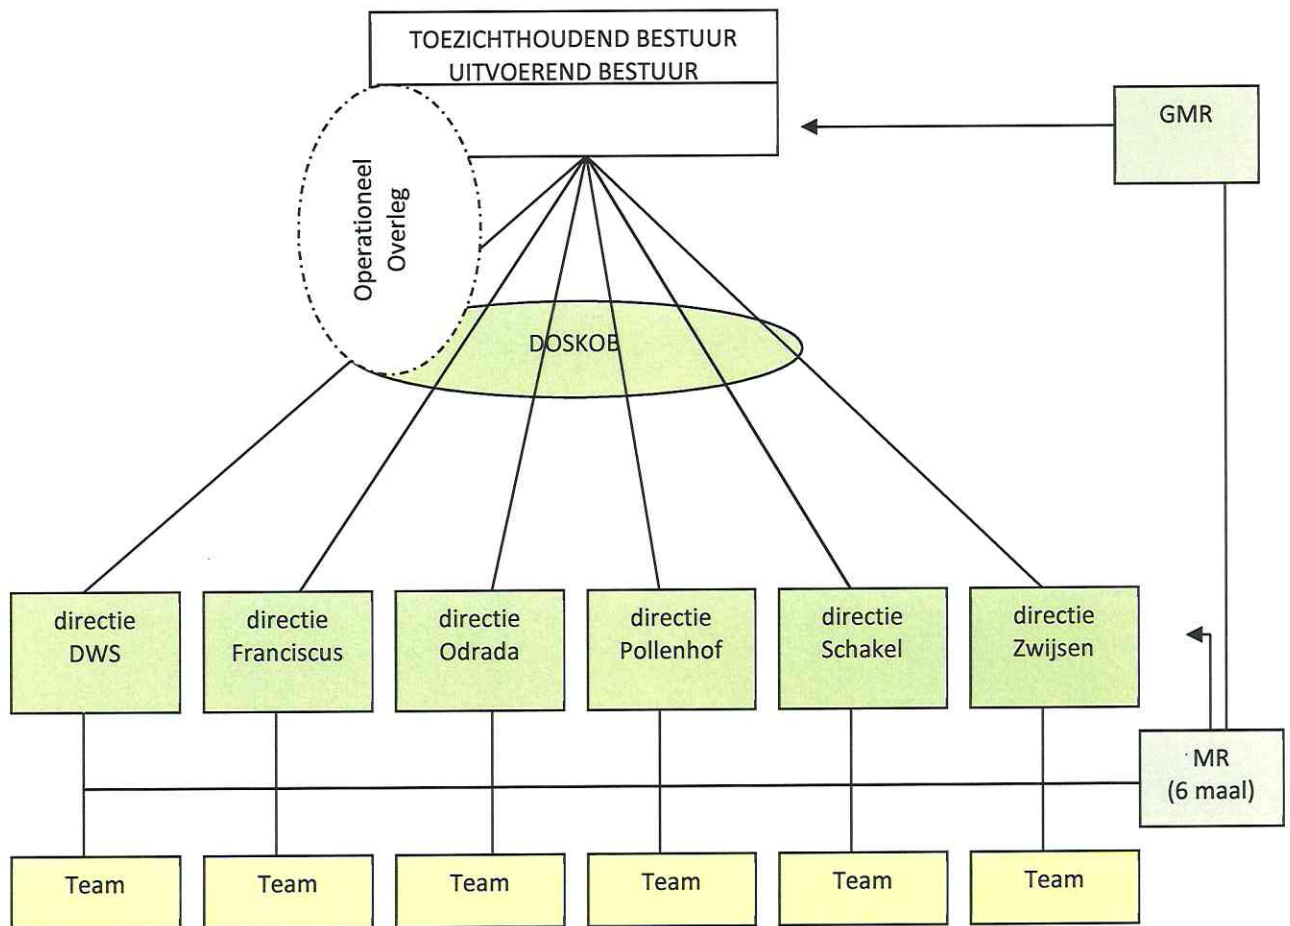 TOEZICHTHOUDEND BESTUUR
UITVOEREND BESTUUR
GMR
Operationeel
Overleg
DOSKOB
directie
DWS
directie
Franciscus
directie
Odrada
directie
Pollenhof
directie
Schakel
directie
Zwijsen
MR
(6 maal)
Team
Team
Team
Team
Team
Team